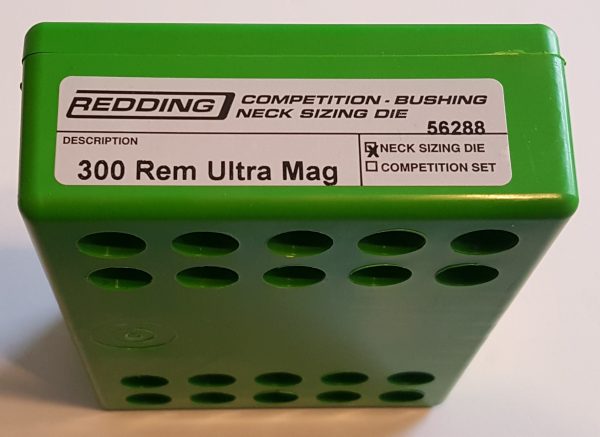 REDDING COMPETITION - BUSHING
NECK SIZING DIE
56288
DESCRIPTION
300 Rem Ultra Mag
X NECK SIZING DIE
COMPETITION SET